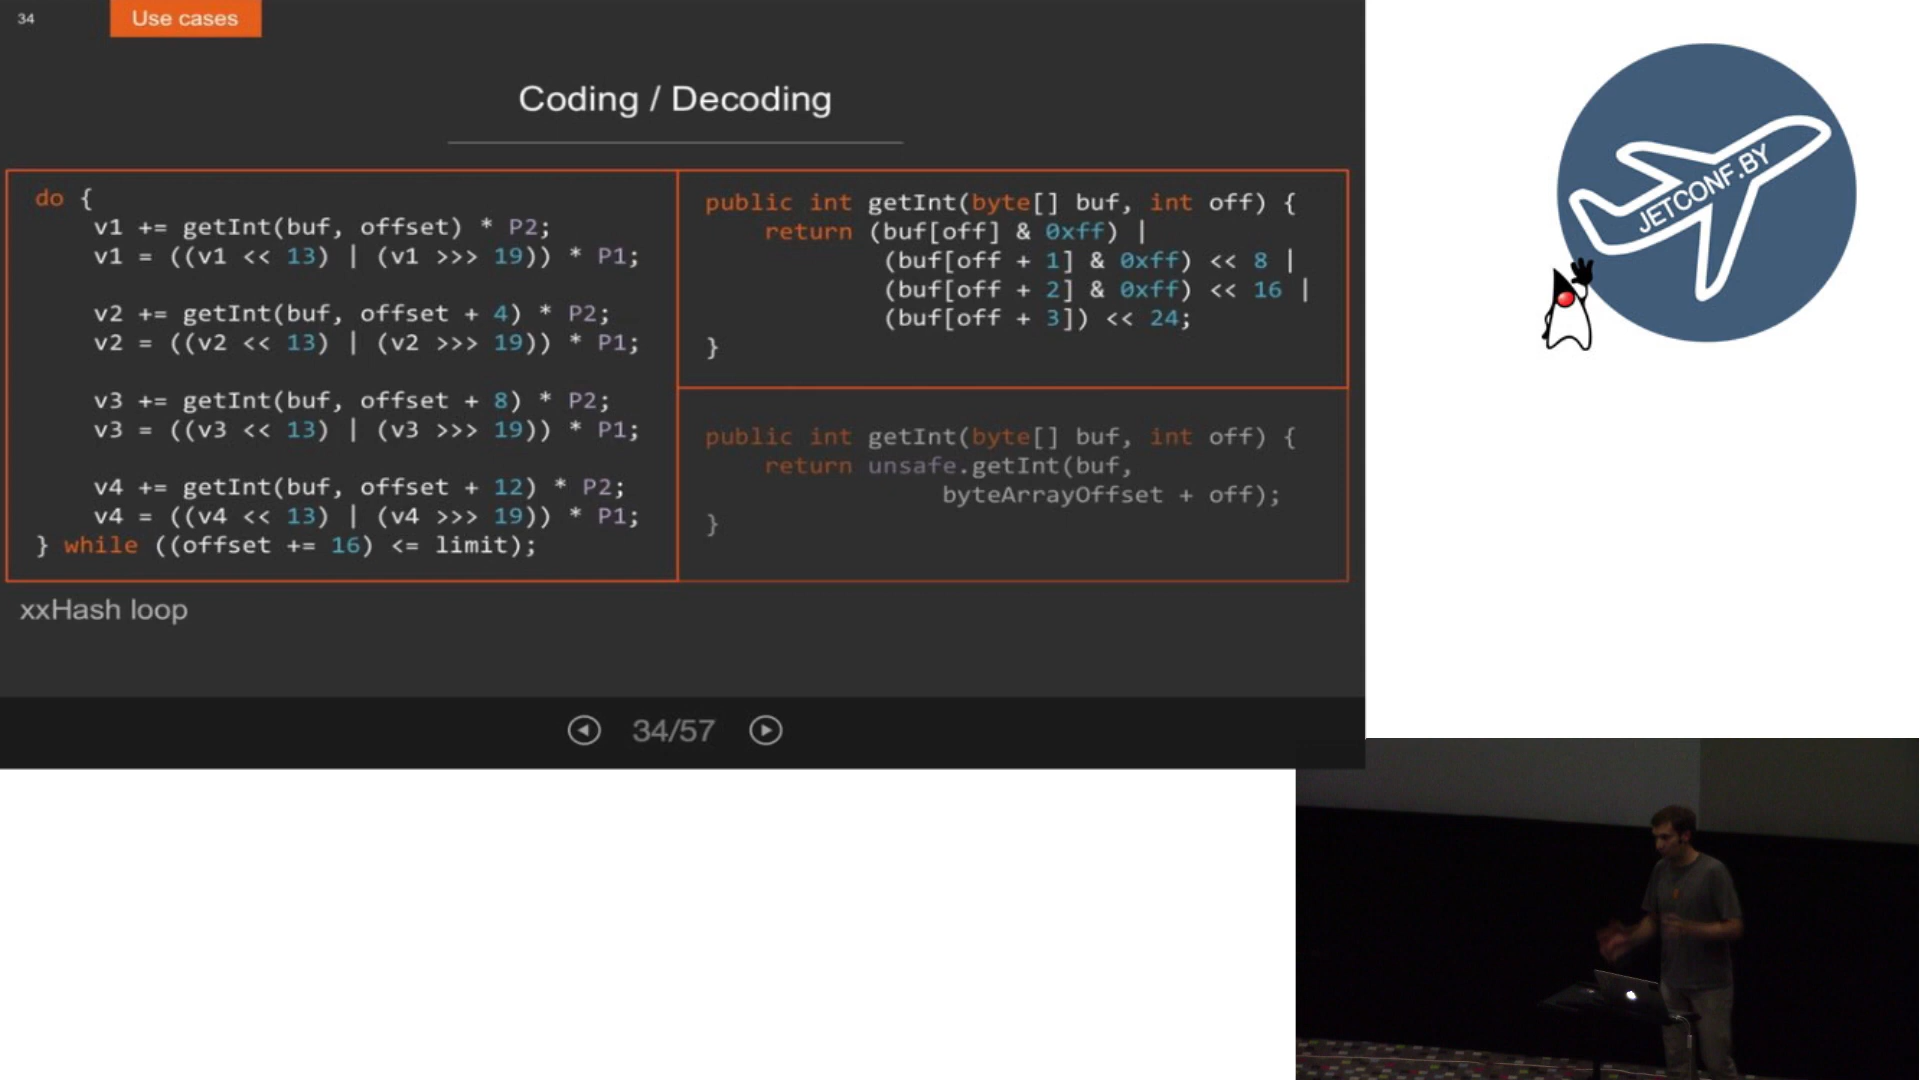 34
Use cases
Coding / Decoding
do {
v1 += getInt(buf, offset) * P2;
v1 = ((v1 << 13) | (v1 >>> 19)) * P1;
v2 += getInt(buf, offset + 4) * P2;
v2 = ((v2 << 13) | (v2 >>> 19)) * P1;
v3 += getInt(buf, offset + 8) * P2;
v3 = ((v3 << 13) | (v3 >>> 19)) * P1;
v4 += getInt(buf, offset + 12) * P2;
v4 = ((v4 << 13) | (v4 >>> 19)) * P1;
} while ((offset += 16) <= limit);
public int getInt(byte[] buf, int off) {
return (buf[off] & 0xff) |
(buf[off + 1] & 0xff) << 8 |
(buf[off + 2] & 0xff) << 16 |
(buf[off + 3]) << 24;
}
public int getInt(byte[] buf, int off) {
return unsafe.getInt(buf,
byteArrayOffset + off);
}
xxHash loop
34/57
JETCONF.BY